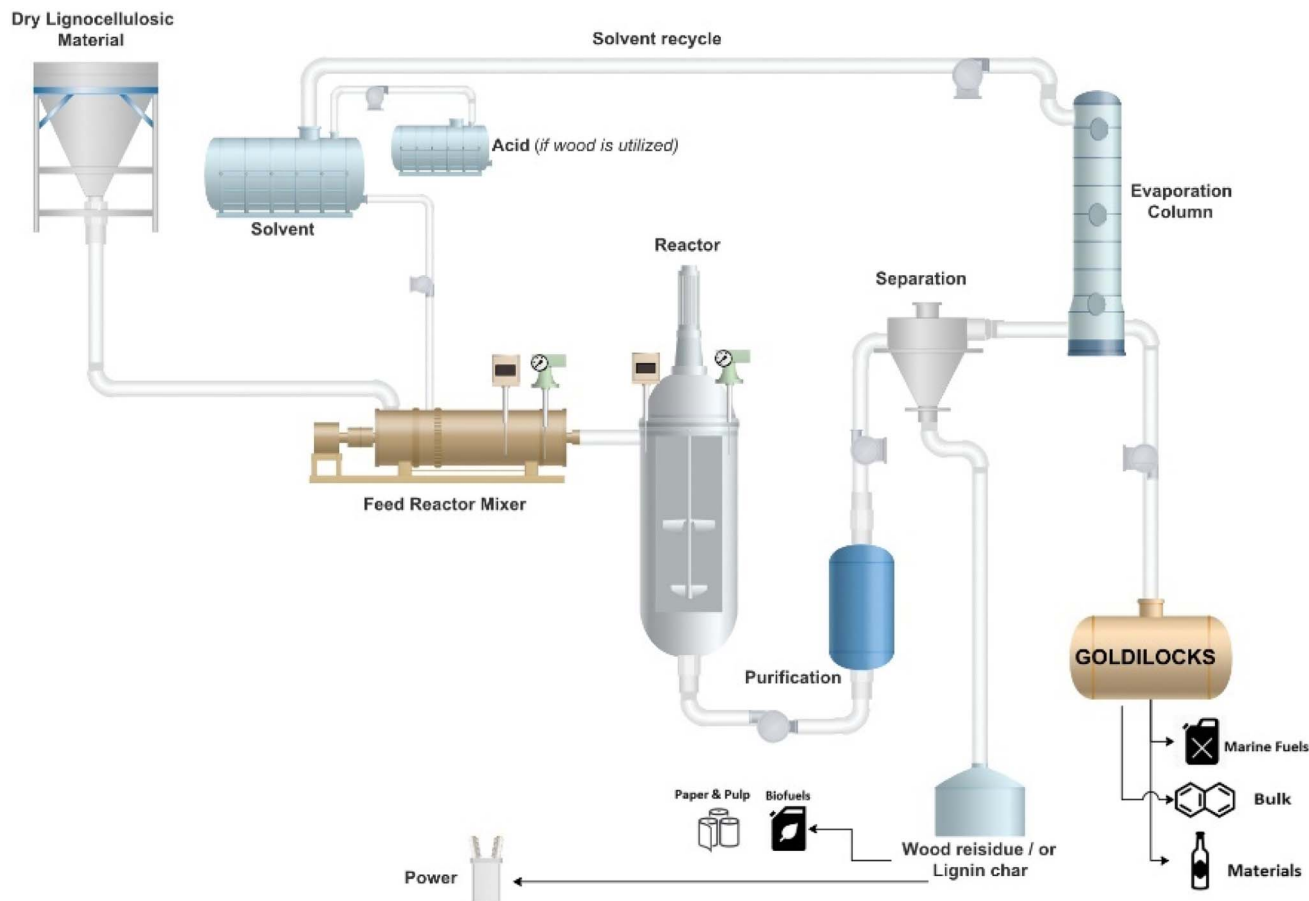 Dry Lignocellulosic
Material
Solvent recycle
Acid (if wood is utilized)
Solvent
Evaporation
Column
Reactor
Separation
Feed Reactor Mixer
Purification
GOLDILOCKS
Marine Fuels
Paper & Pulp
Biofuels
Bulk
Wood reisidue / or
Lignin char
Power
Materials